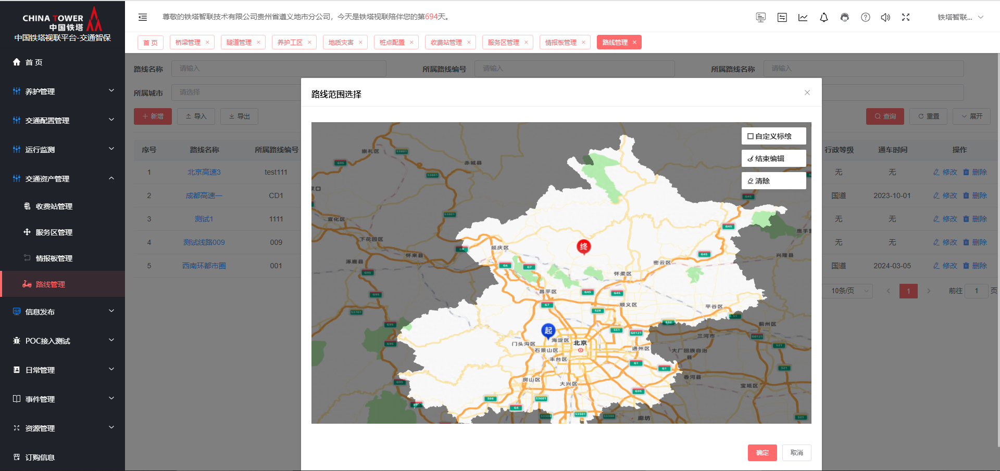 CHINA TOWER
中国铁塔
中国铁塔视联平台-交通智保
首 页
养护管理
交通配置管理
运行监测
交通资产管理
收费站管理
服务区管理
情报板管理
路线管理
信息发布
POC接入测试
日常管理
事件管理
资源管理
订购信息
尊敬的铁塔智联技术有限公司贵州省遵义地市分公司，今天是铁塔视联陪伴您的第694天。
铁塔智联...
首 页 桥梁管理 × 隧道管理 × 养护工区 × 地质灾害 × 桩点配置 × 收费站管理 × 服务区管理 × 情报板管理 × 路线管理 ×
路线名称 请输入 所属路线编号 请输入 所属路线名称 请输入
所属城市 请选择
新增 导入 导出 查询 重置 展开
序号 路线名称 所属路线编号 行政等级 通车时间 操作
1 北京高速3 test111 无 无 修改 删除
2 成都高速一 CD1 国道 2023-10-01 修改 删除
3 测试1 1111 无 无 修改 删除
4 测试线路009 009 无 无 修改 删除
5 西南环都市圈 001 国道 2024-03-05 修改 删除
10条/页 1 前往 1 页
路线范围选择
自定义标绘
结束编辑
清除
崇礼区
赤城县
宣化区
下花园区
怀来县
涿鹿县
延庆区
终
密云区
怀柔区
兴隆县
昌平区
顺义区
平谷区
蓟州区
起
海淀区
北京
门头沟区
石景山区
丰台区
通州区
三河市
大厂回族自治县
香河县
房山区
大兴区
宝坻区
廊坊
G95
S3801
G45
G6
G7
G45
S28
S51
G0121
S32
G1
G95
S66
G4
S3601
S3501
S21
确定 取消